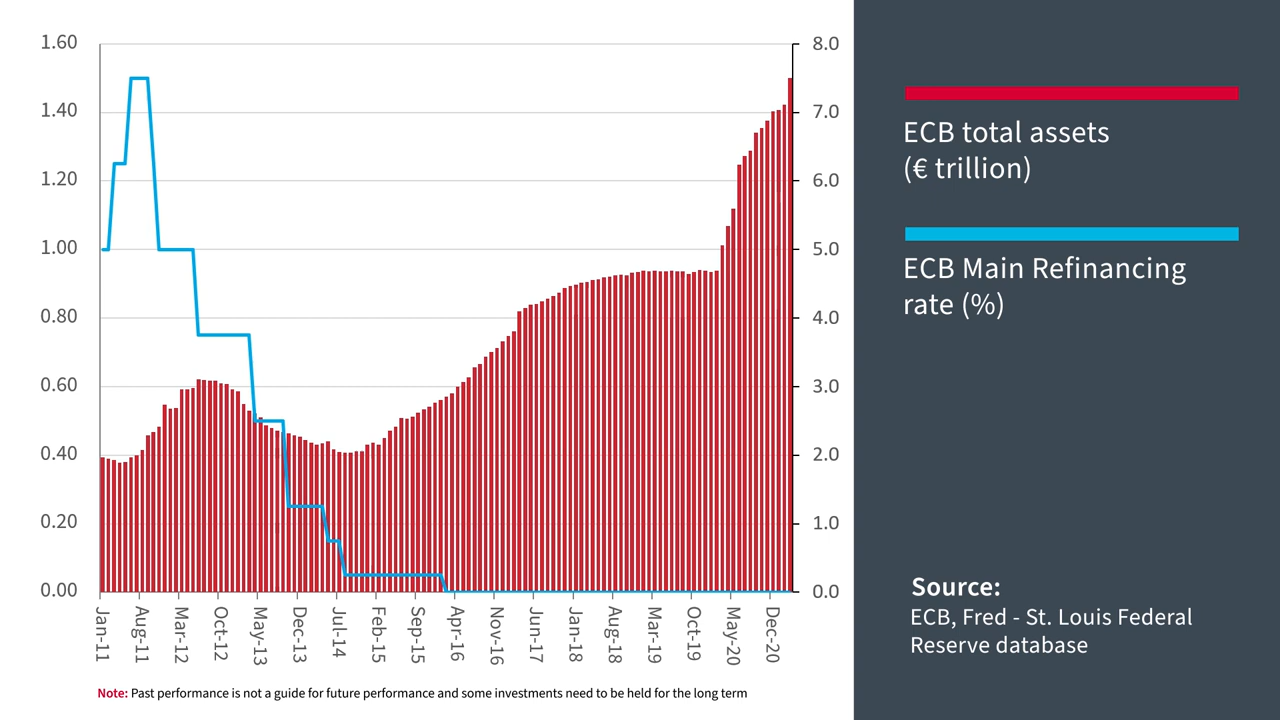 1.60
1.40
1.20
1.00
0.80
0.60
0.40
0.20
0.00
8.0
7.0
6.0
5.0
4.0
3.0
2.0
1.0
0.0
Jan-11
Aug-11
Mar-12
Oct-12
May-13
Dec-13
Jul-14
Feb-15
Sep-15
Apr-16
Nov-16
Jun-17
Jan-18
Aug-18
Mar-19
Oct-19
May-20
Dec-20
Note: Past performance is not a guide for future performance and some investments need to be held for the long term
ECB total assets
(€ trillion)
ECB Main Refinancing
rate (%)
Source:
ECB, Fred - St. Louis Federal
Reserve database